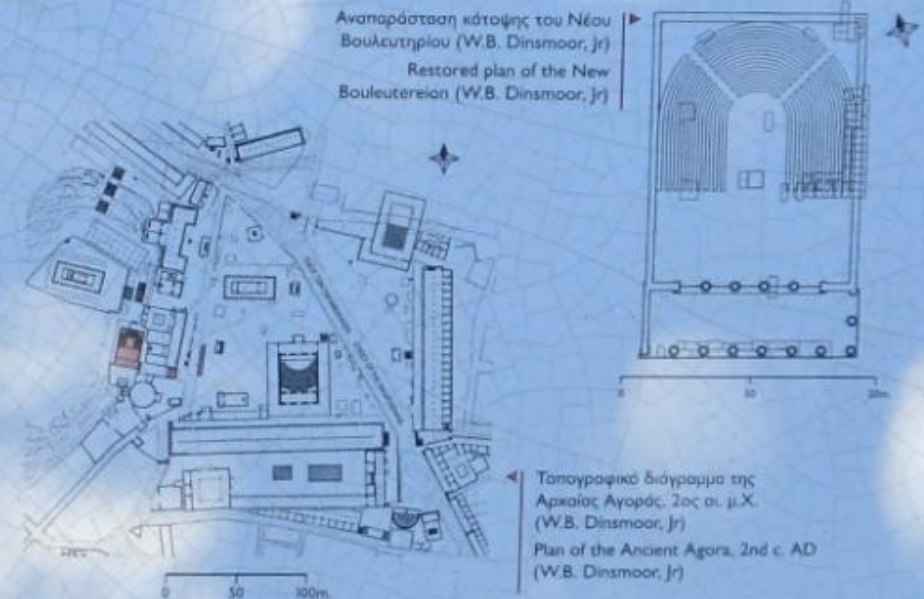 Αναπαράσταση κάτοψης του Νέου
Βουλευτηρίου (W.B. Dinsmoor, Jr)
Restored plan of the New
Bouleutereion (W.B. Dinsmoor, Jr)
0 10 20m.
Τοπογραφικό διάγραμμα της
Αρχαίας Αγοράς, 2ος αι. μ.Χ.
(W.B. Dinsmoor, Jr)
Plan of the Ancient Agora, 2nd c. AD
(W.B. Dinsmoor, Jr)
0 50 100m.